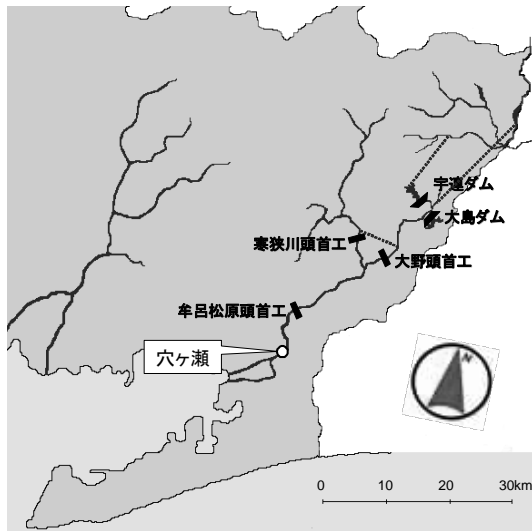 宇連ダム
大島ダム
寒狭川頭首工
大野頭首工
牟呂松原頭首工
穴ヶ瀬
N
0 10 20 30km